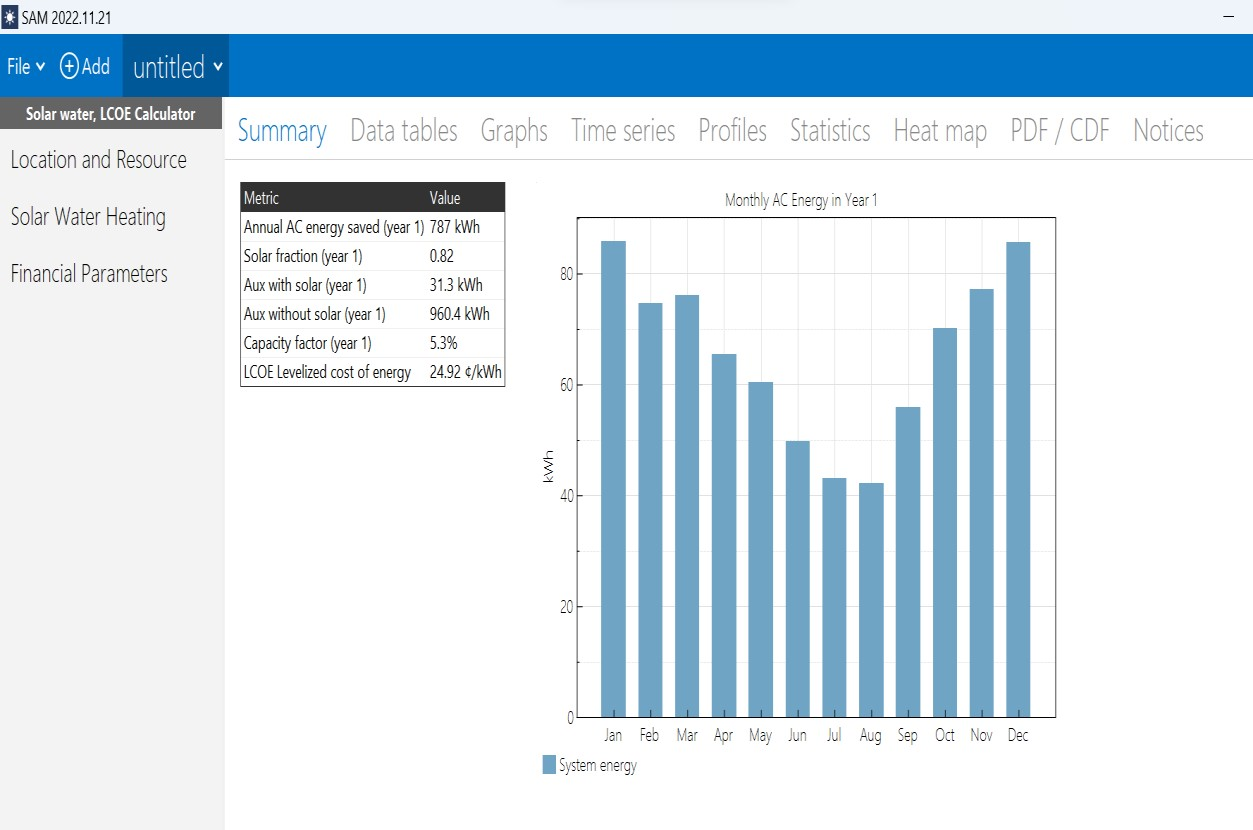 SAM 2022.11.21
File Add untitled
Solar water, LCOE Calculator
Location and Resource
Solar Water Heating
Financial Parameters
Summary Data tables Graphs Time series Profiles Statistics Heat map PDF / CDF Notices
Metric Value
Annual AC energy saved (year 1) 787 kWh
Solar fraction (year 1) 0.82
Aux with solar (year 1) 31.3 kWh
Aux without solar (year 1) 960.4 kWh
Capacity factor (year 1) 5.3%
LCOE Levelized cost of energy 24.92 ¢/kWh
Monthly AC Energy in Year 1
kWh
80
60
40
20
0
Jan Feb Mar Apr May Jun Jul Aug Sep Oct Nov Dec
System energy